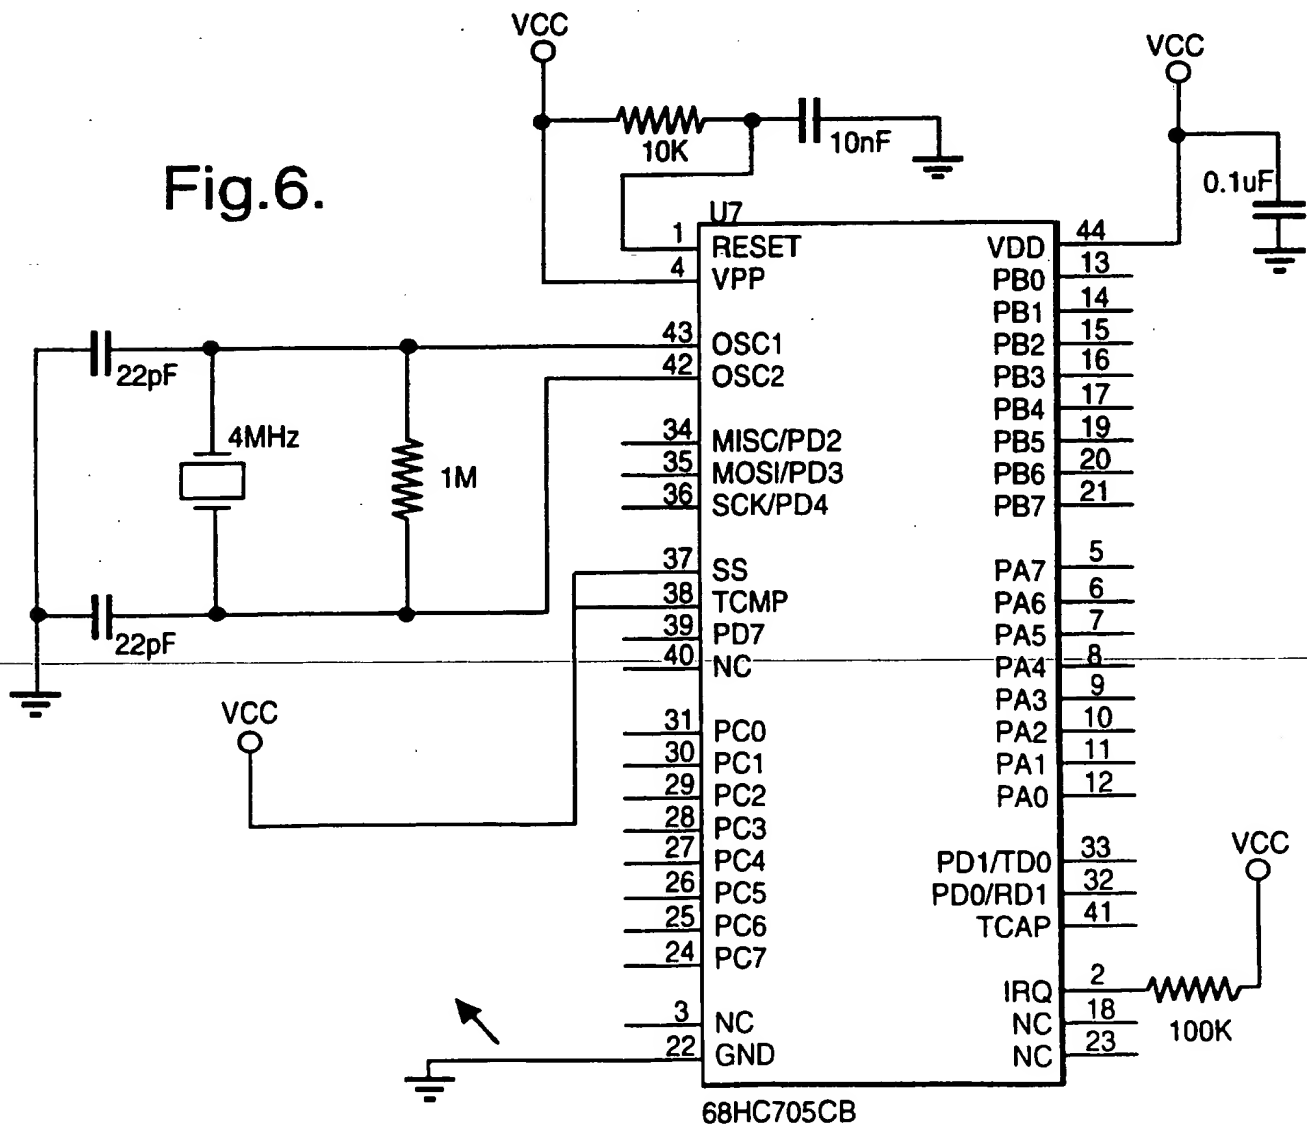 VCC
VCC
10K
10nF
0.1uF
Fig.6.
U7
1 RESET
4 VPP
43 OSC1
42 OSC2
34 MISC/PD2
35 MOSI/PD3
36 SCK/PD4
37 SS
38 TCMP
39 PD7
40 NC
31 PC0
30 PC1
29 PC2
28 PC3
27 PC4
26 PC5
25 PC6
24 PC7
3 NC
22 GND
VDD 44
PB0 13
PB1 14
PB2 15
PB3 16
PB4 17
PB5 19
PB6 20
PB7 21
PA7 5
PA6 6
PA5 7
PA4 8
PA3 9
PA2 10
PA1 11
PA0 12
PD1/TD0 33
PD0/RD1 32
TCAP 41
IRQ 2
NC 18
NC 23
22pF
4MHz
1M
22pF
VCC
VCC
100K
68HC705CB